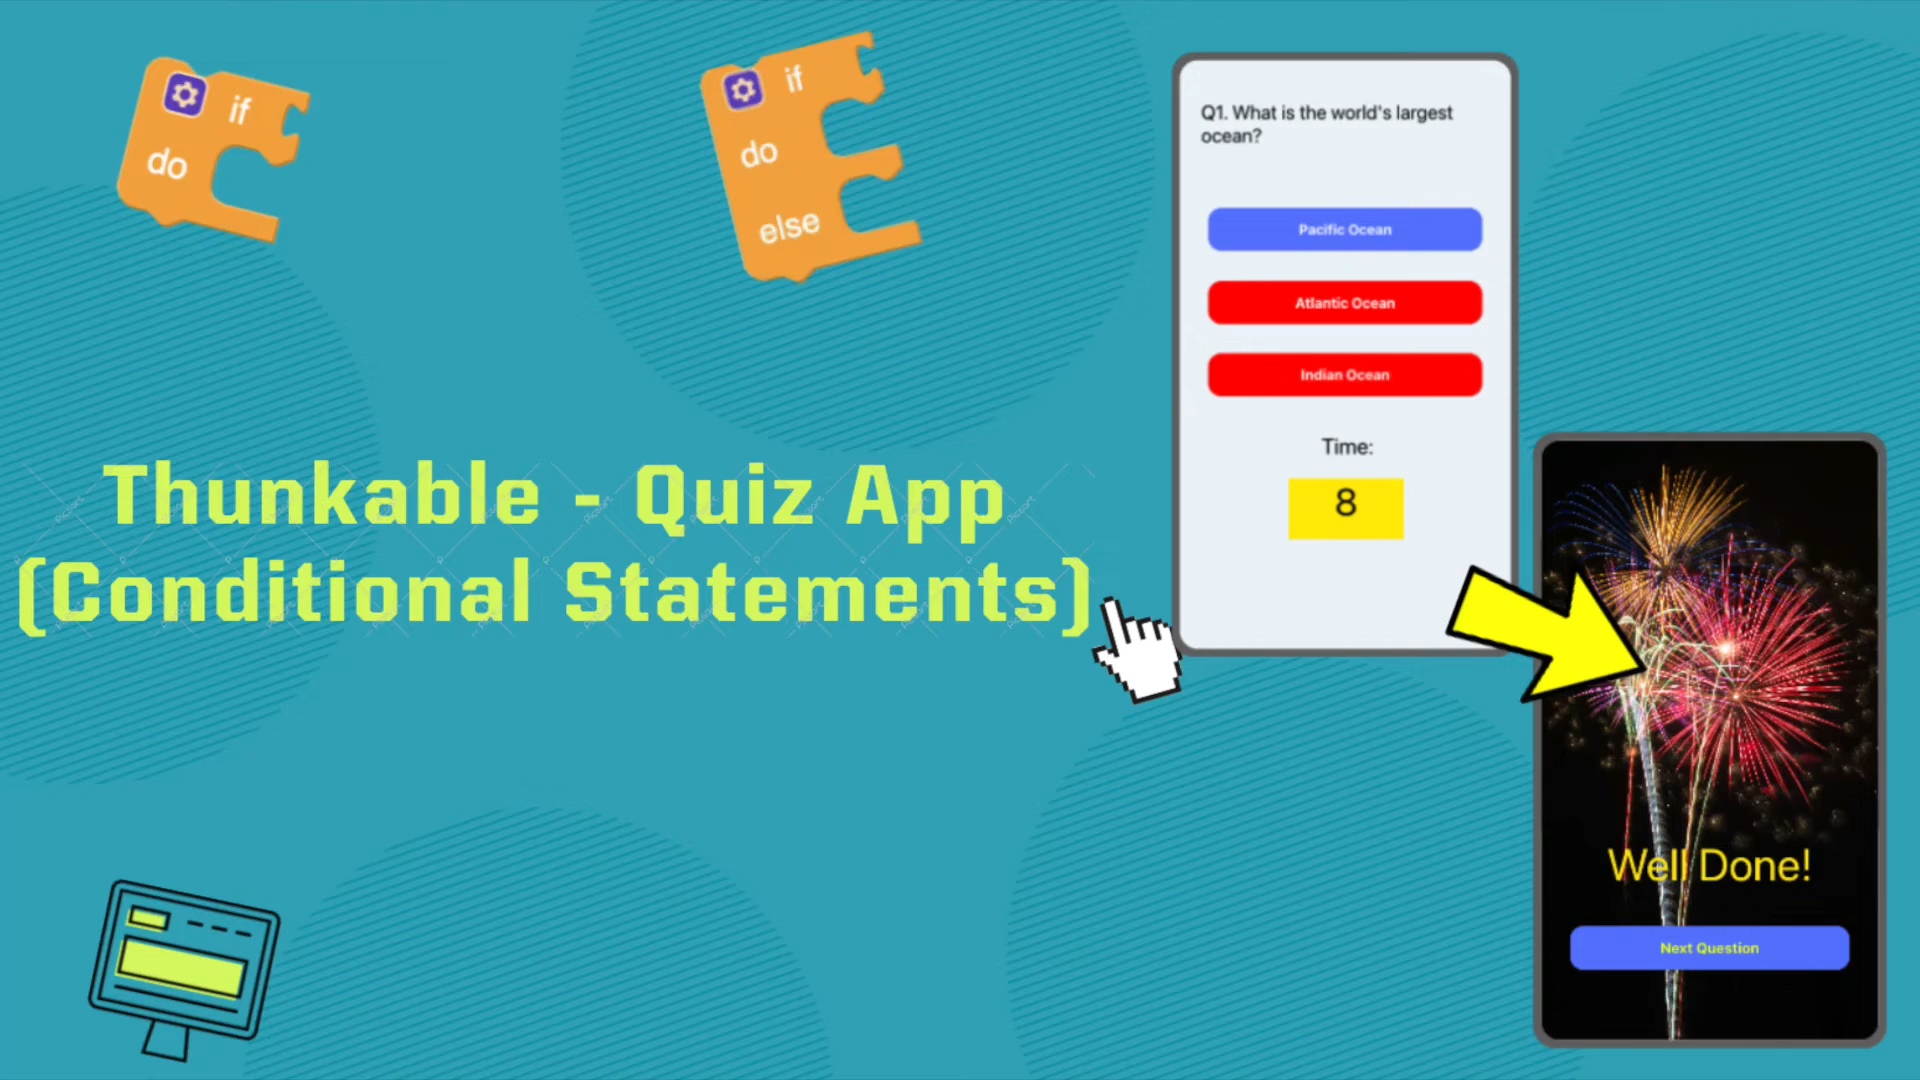 if
do
if
do
else
Thunkable - Quiz App
(Conditional Statements)
Q1. What is the world's largest
ocean?
Pacific Ocean
Atlantic Ocean
Indian Ocean
Time:
8
Well Done!
Next Question